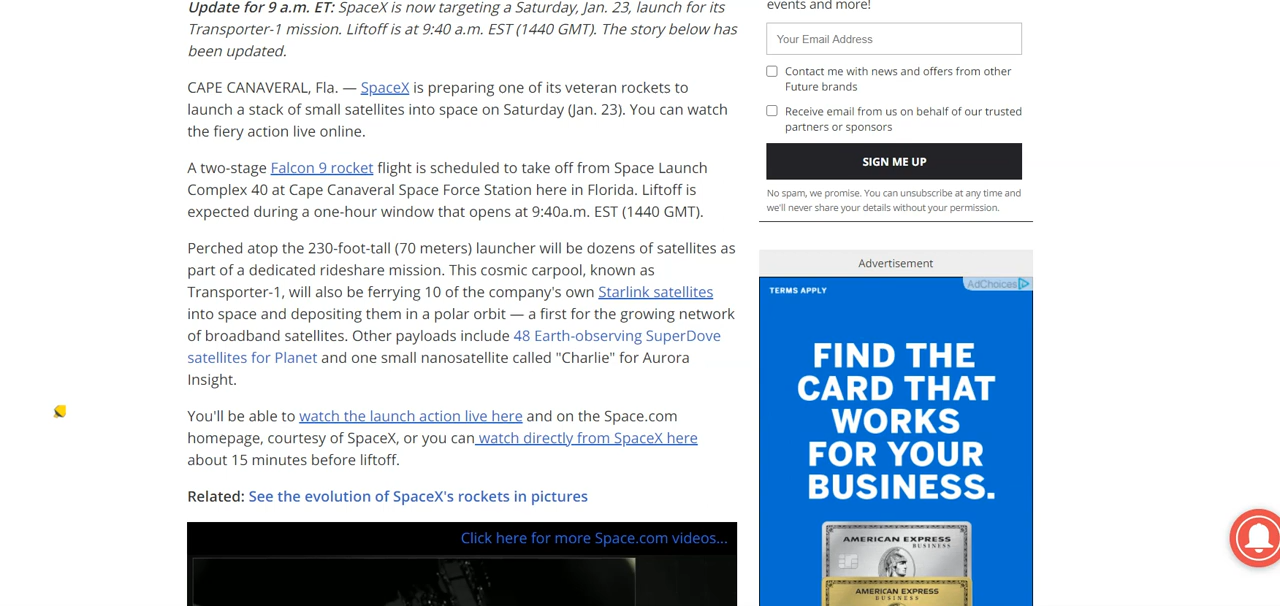 Update for 9 a.m. ET: SpaceX is now targeting a Saturday, Jan. 23, launch for its
Transporter-1 mission. Liftoff is at 9:40 a.m. EST (1440 GMT). The story below has
been updated.
CAPE CANAVERAL, Fla. — SpaceX is preparing one of its veteran rockets to
launch a stack of small satellites into space on Saturday (Jan. 23). You can watch
the fiery action live online.
A two-stage Falcon 9 rocket flight is scheduled to take off from Space Launch
Complex 40 at Cape Canaveral Space Force Station here in Florida. Liftoff is
expected during a one-hour window that opens at 9:40a.m. EST (1440 GMT).
Perched atop the 230-foot-tall (70 meters) launcher will be dozens of satellites as
part of a dedicated rideshare mission. This cosmic carpool, known as
Transporter-1, will also be ferrying 10 of the company's own Starlink satellites
into space and depositing them in a polar orbit — a first for the growing network
of broadband satellites. Other payloads include 48 Earth-observing SuperDove
satellites for Planet and one small nanosatellite called "Charlie" for Aurora
Insight.
You'll be able to watch the launch action live here and on the Space.com
homepage, courtesy of SpaceX, or you can watch directly from SpaceX here
about 15 minutes before liftoff.
Related: See the evolution of SpaceX's rockets in pictures
Click here for more Space.com videos...
events and more!
Your Email Address
Contact me with news and offers from other
Future brands
Receive email from us on behalf of our trusted
partners or sponsors
SIGN ME UP
No spam, we promise. You can unsubscribe at any time and
we'll never share your details without your permission.
Advertisement
TERMS APPLY
AdChoices
FIND THE
CARD THAT
WORKS
FOR YOUR
BUSINESS.
AMERICAN EXPRESS
BUSINESS
AMERICAN EXPRESS
BUSINESS